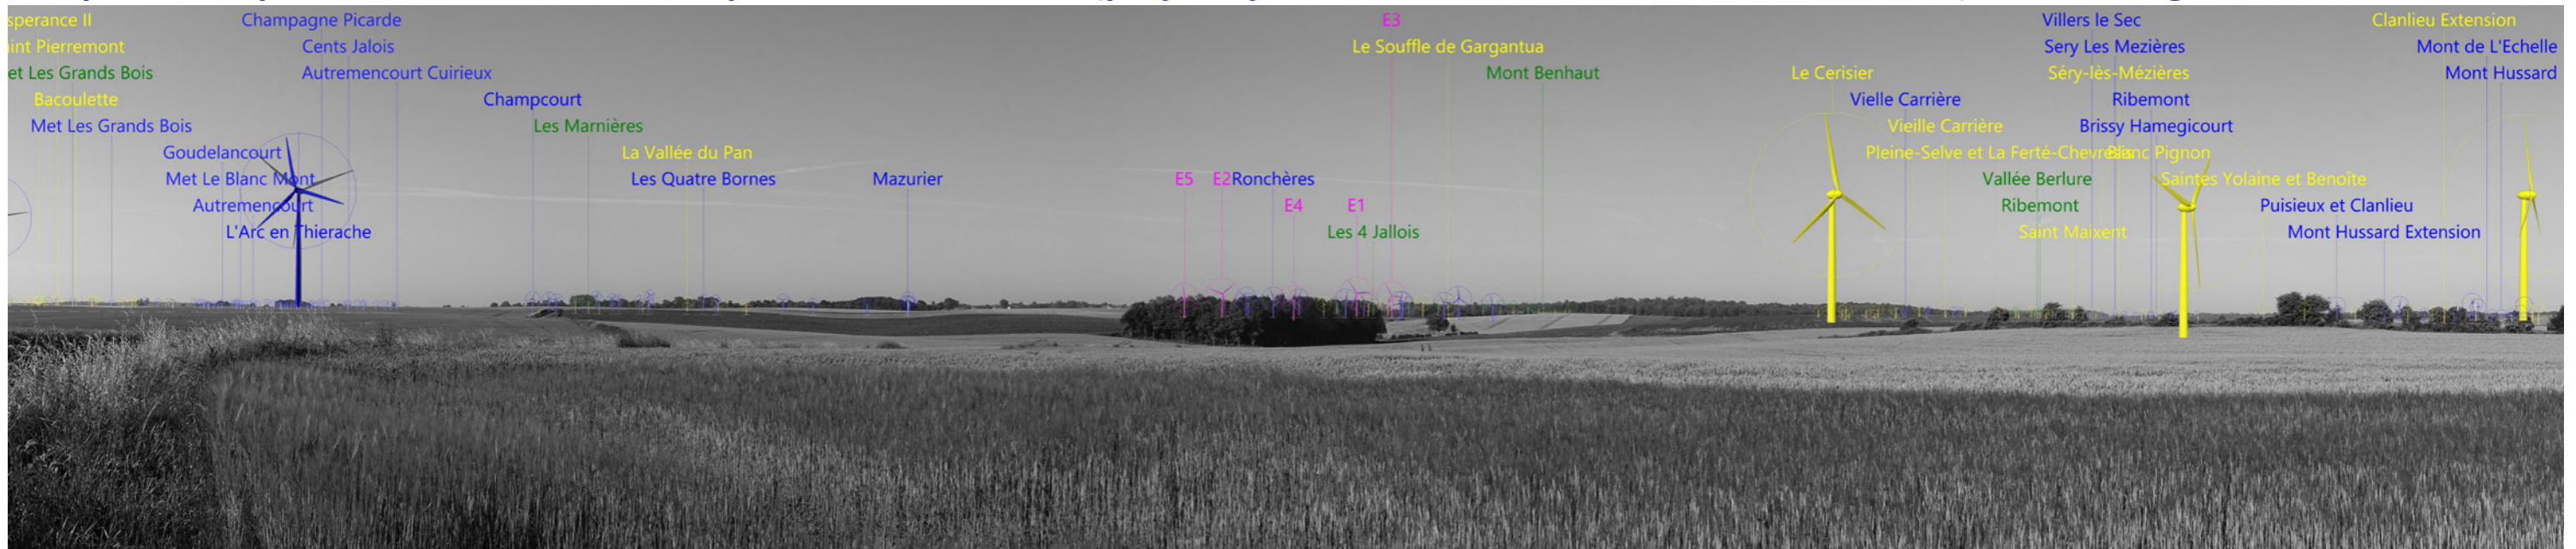 sperance II
Champagne Picarde
E3
Villers le Sec
Clanlieu Extension
int Pierremont
Cents Jalois
Le Souffle de Gargantua
Sery Les Mezières
Mont de L'Echelle
et Les Grands Bois
Autremencourt Cuirieux
Mont Benhaut
Le Cerisier
Séry-lès-Mézières
Mont Hussard
Bacoulette
Champcourt
Vielle Carrière
Ribemont
Met Les Grands Bois
Les Marnières
Vieille Carrière
Brissy Hamegicourt
Goudelancourt
La Vallée du Pan
Pleine-Selve et La Ferté-Chevresis
Blanc Pignon
Met Le Blanc Mont
Les Quatre Bornes
Mazurier
E5
E2
Ronchères
Vallée Berlure
Saintes Yolaine et Benoîte
Autremencourt
E4
E1
Ribemont
Puisieux et Clanlieu
L'Arc en Thierache
Les 4 Jallois
Saint Maixent
Mont Hussard Extension